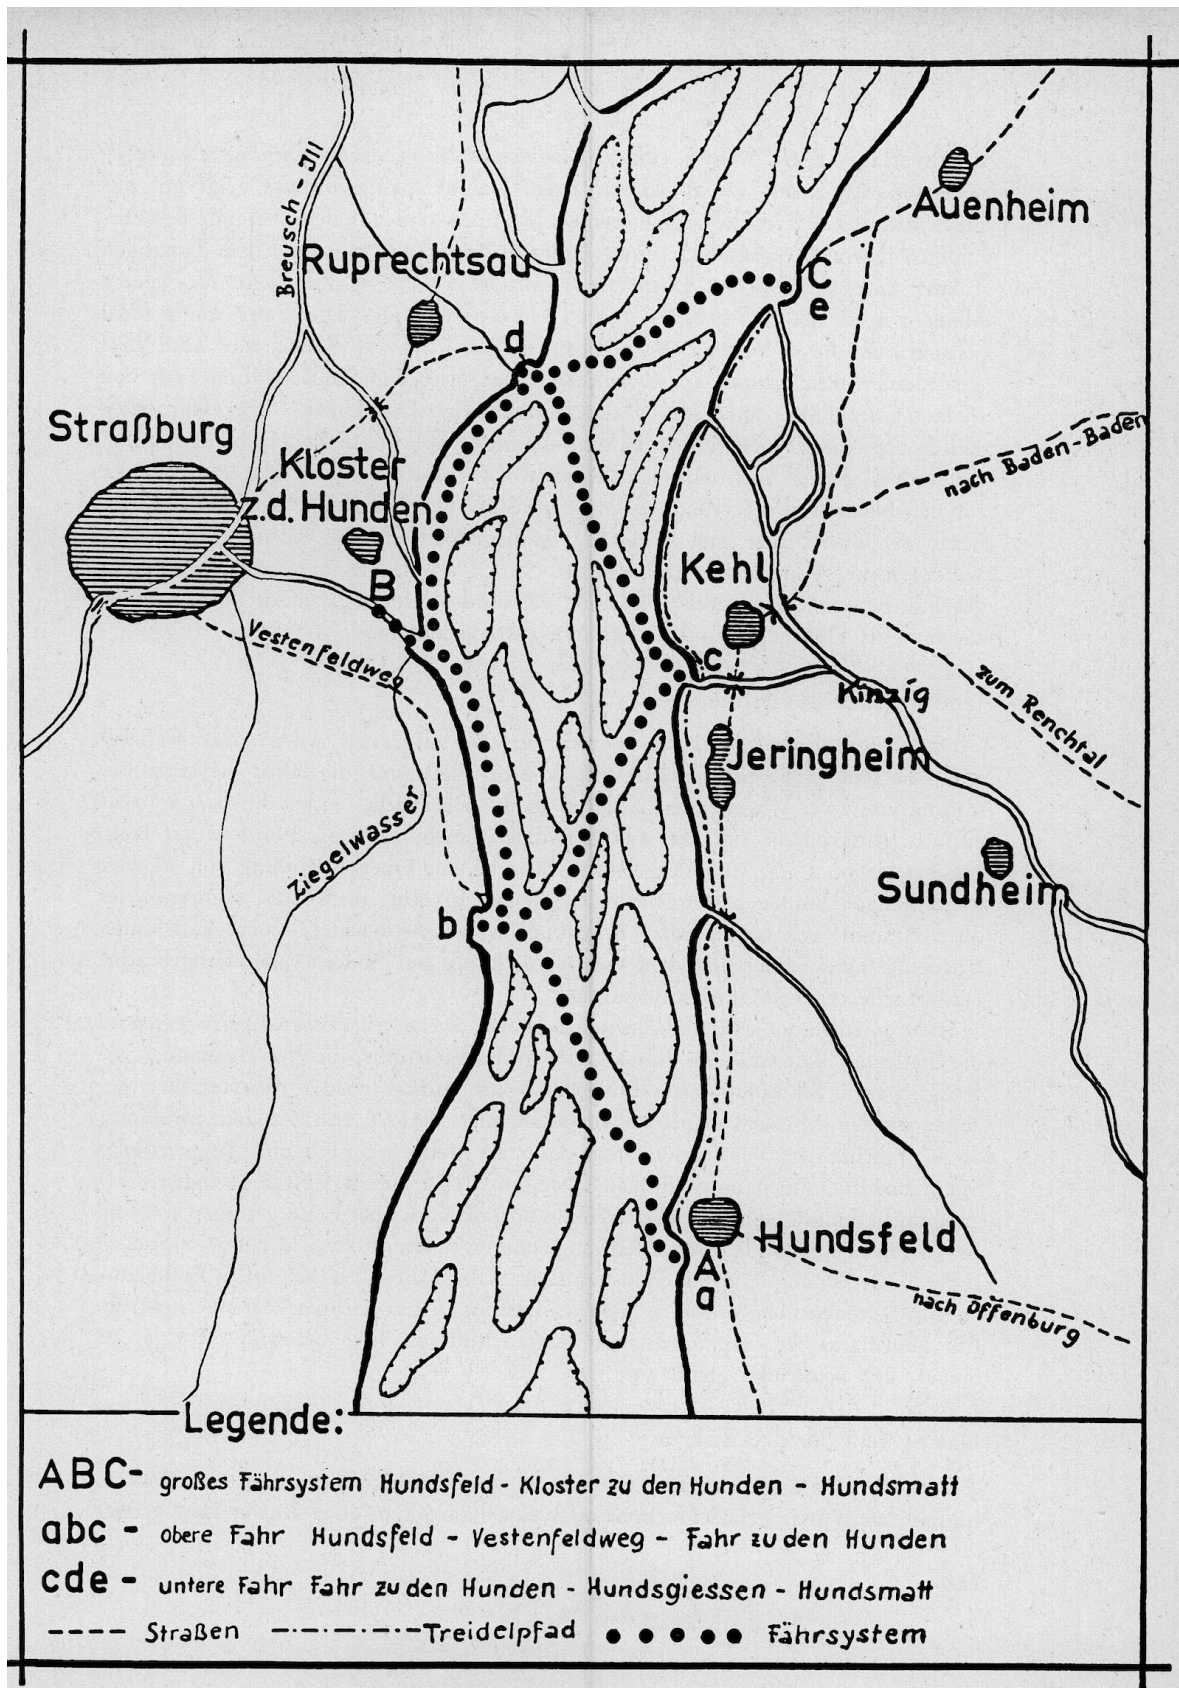 Breusch - Jll
Auenheim
Ruprechtsau
C
e
d
Straßburg
nach Baden-Baden
Kloster
z.d. Hunden
Kehl
B
Vestenfeldweg
c
Kinzig
zum Renchtal
Jeringheim
Ziegelwasser
Sundheim
b
Hundsfeld
A
a
nach Offenburg
Legende:
ABC- großes Fährsystem Hundsfeld - Kloster zu den Hunden - Hundsmatt
abc - obere Fahr Hundsfeld - Vestenfeldweg - Fahr zu den Hunden
cde - untere Fahr Fahr zu den Hunden - Hundsgiessen - Hundsmatt
Straßen Treidelpfad Fährsystem